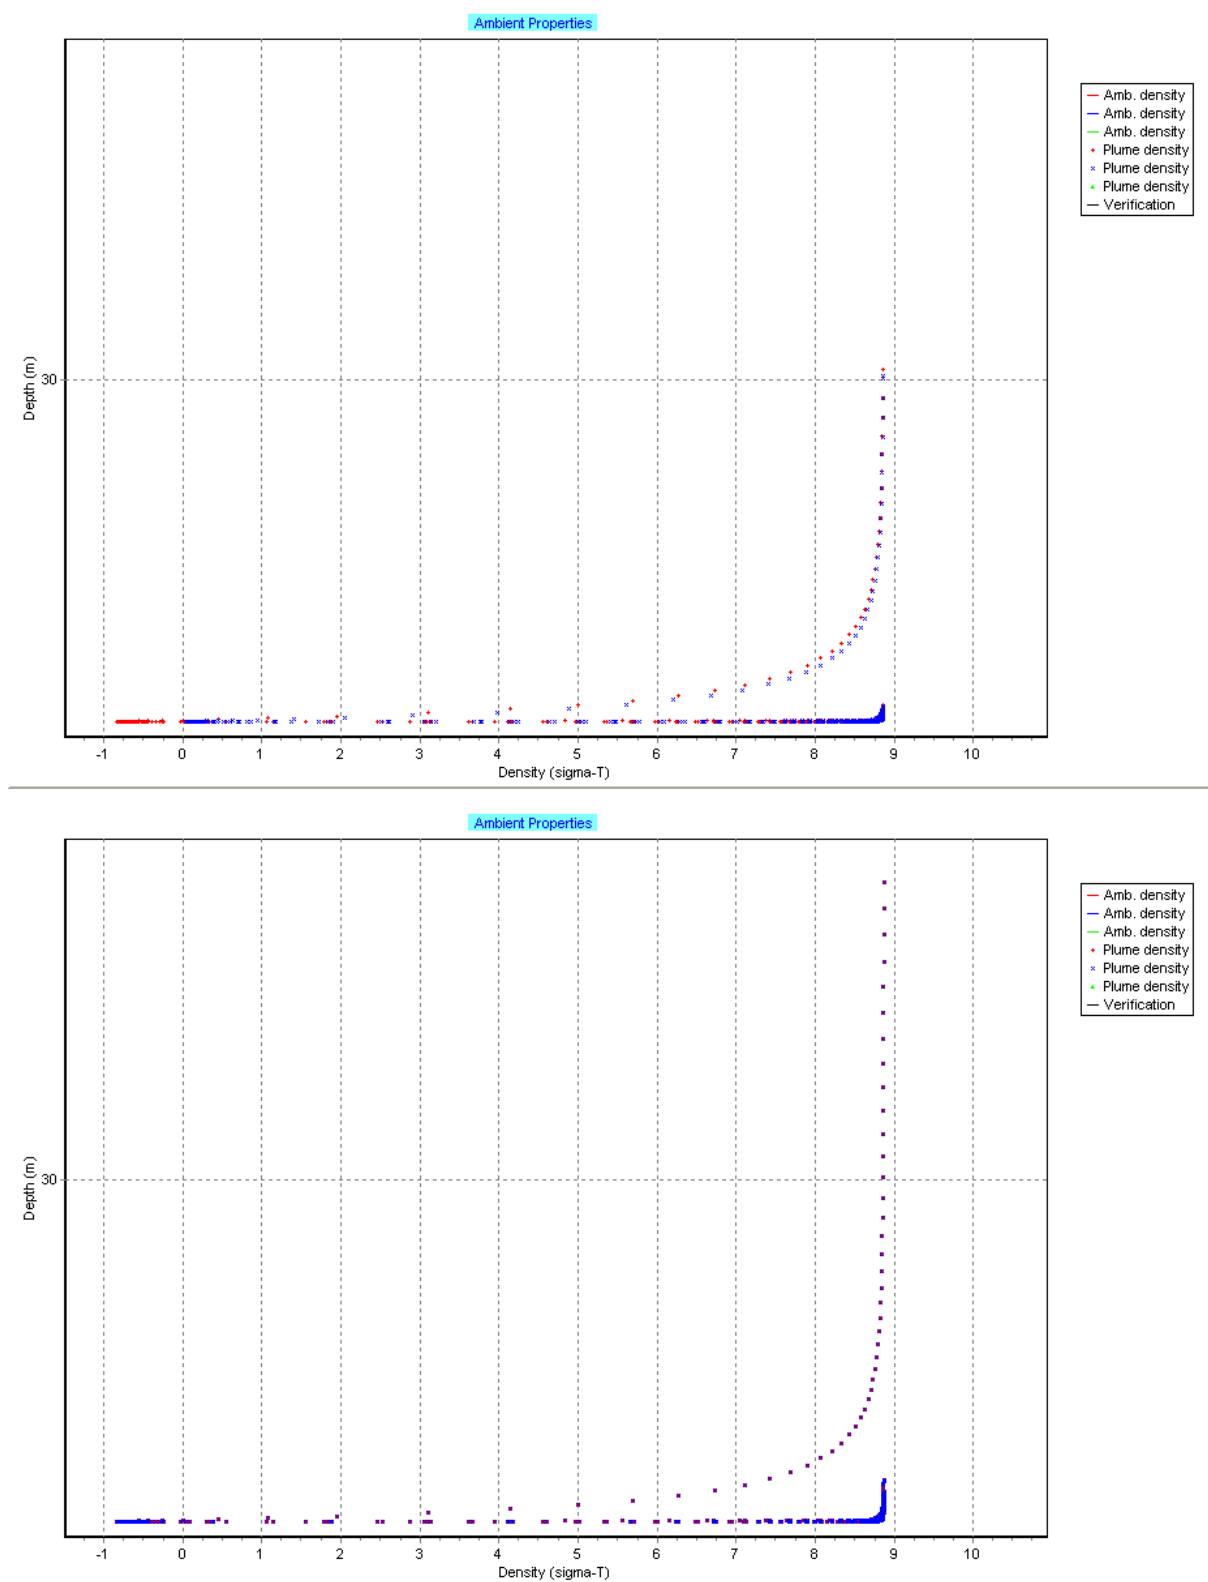 Ambient Properties
Amb. density
Amb. density
Amb. density
Plume density
Plume density
Plume density
Verification
Depth (m)
30
-1 0 1 2 3 4 5 6 7 8 9 10
Density (sigma-T)
Ambient Properties
Amb. density
Amb. density
Amb. density
Plume density
Plume density
Plume density
Verification
Depth (m)
30
-1 0 1 2 3 4 5 6 7 8 9 10
Density (sigma-T)